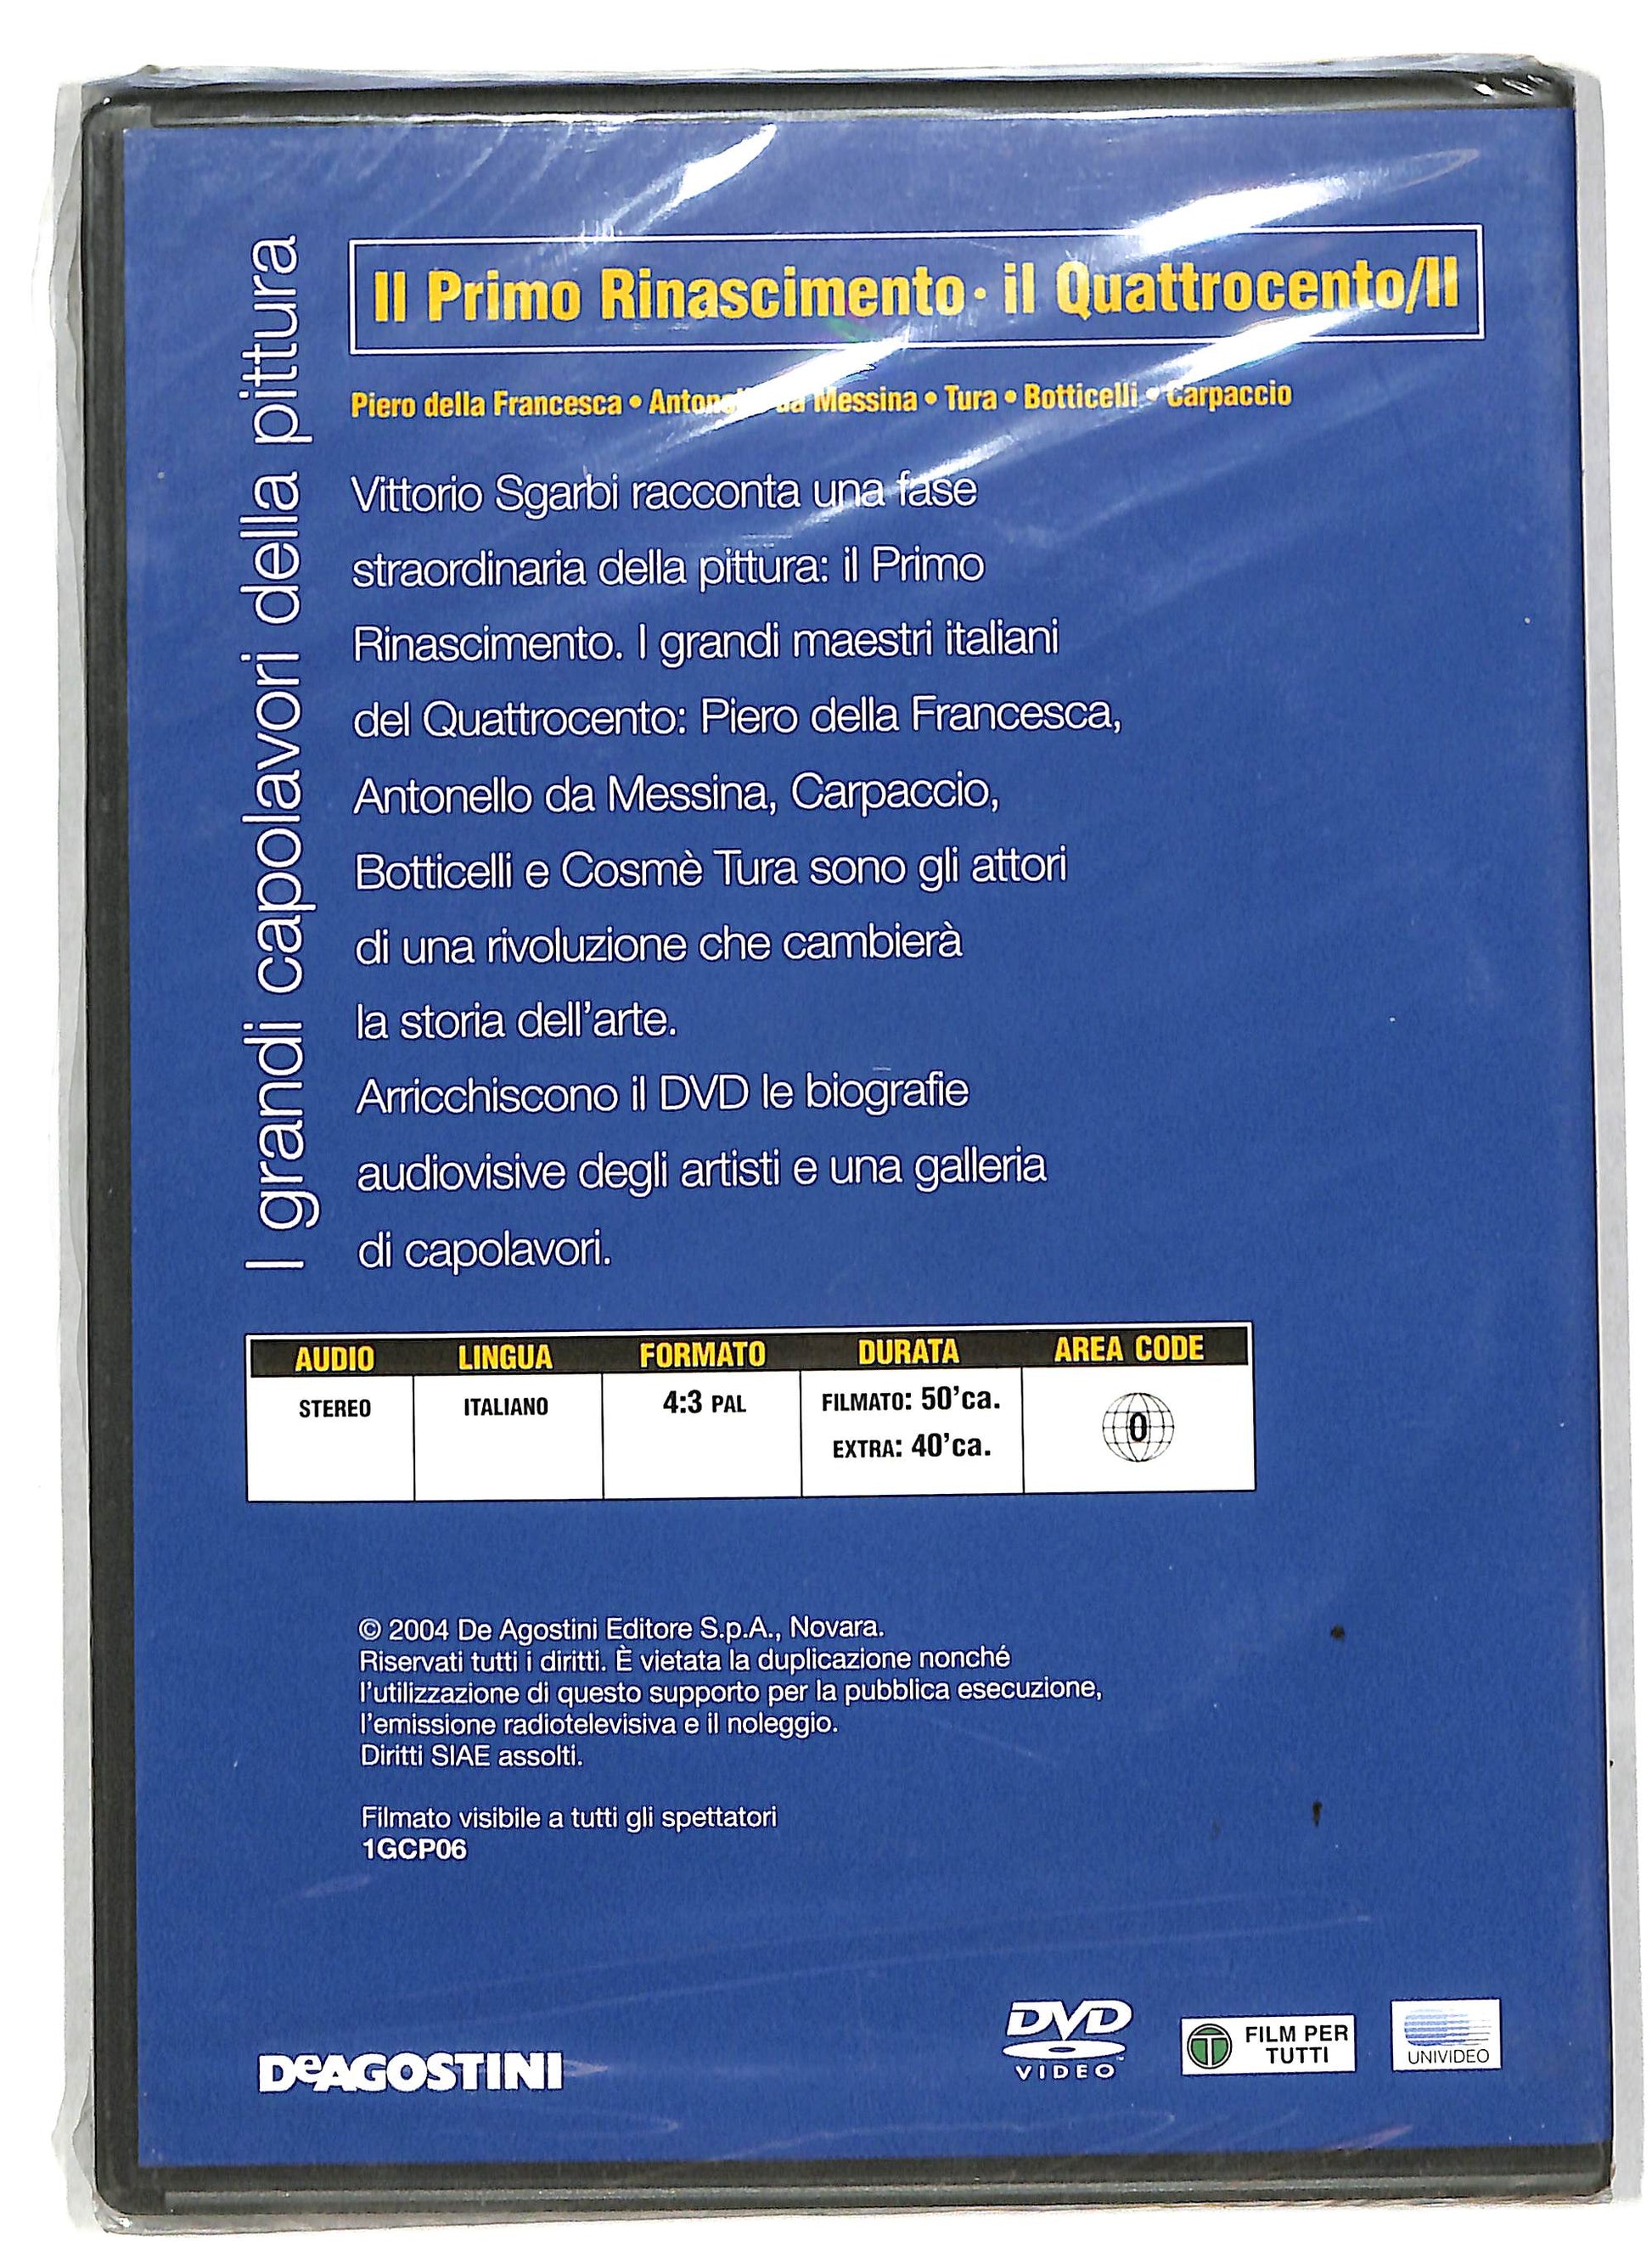 I grandi capolavori della pittura
Il Primo Rinascimento · il Quattrocento/II
Piero della Francesca • Antonello da Messina • Tura • Botticelli • Carpaccio
Vittorio Sgarbi racconta una fase
straordinaria della pittura: il Primo
Rinascimento. I grandi maestri italiani
del Quattrocento: Piero della Francesca,
Antonello da Messina, Carpaccio,
Botticelli e Cosmè Tura sono gli attori
di una rivoluzione che cambierà
la storia dell'arte.
Arricchiscono il DVD le biografie
audiovisive degli artisti e una galleria
di capolavori.
AUDIO LINGUA FORMATO DURATA AREA CODE
STEREO ITALIANO 4:3 PAL FILMATO: 50'ca. 0
EXTRA: 40'ca.
© 2004 De Agostini Editore S.p.A., Novara.
Riservati tutti i diritti. È vietata la duplicazione nonché
l'utilizzazione di questo supporto per la pubblica esecuzione,
l'emissione radiotelevisiva e il noleggio.
Diritti SIAE assolti.
Filmato visibile a tutti gli spettatori
1GCP06
DeAGOSTINI
DVD
VIDEO™
T FILM PER
TUTTI
UNIVIDEO